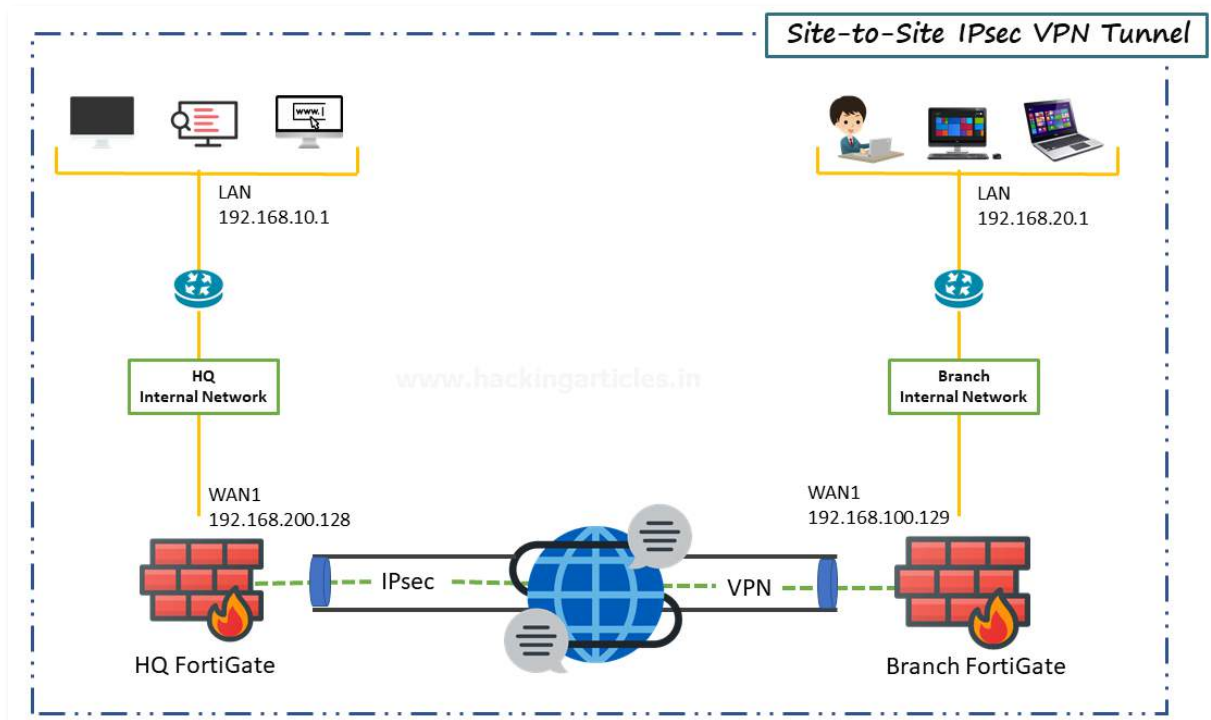 Site-to-Site IPsec VPN Tunnel
www.
LAN
192.168.10.1
LAN
192.168.20.1
HQ
Internal Network
www.hackingarticles.in
Branch
Internal Network
WAN1
192.168.200.128
WAN1
192.168.100.129
IPsec
VPN
HQ FortiGate
Branch FortiGate